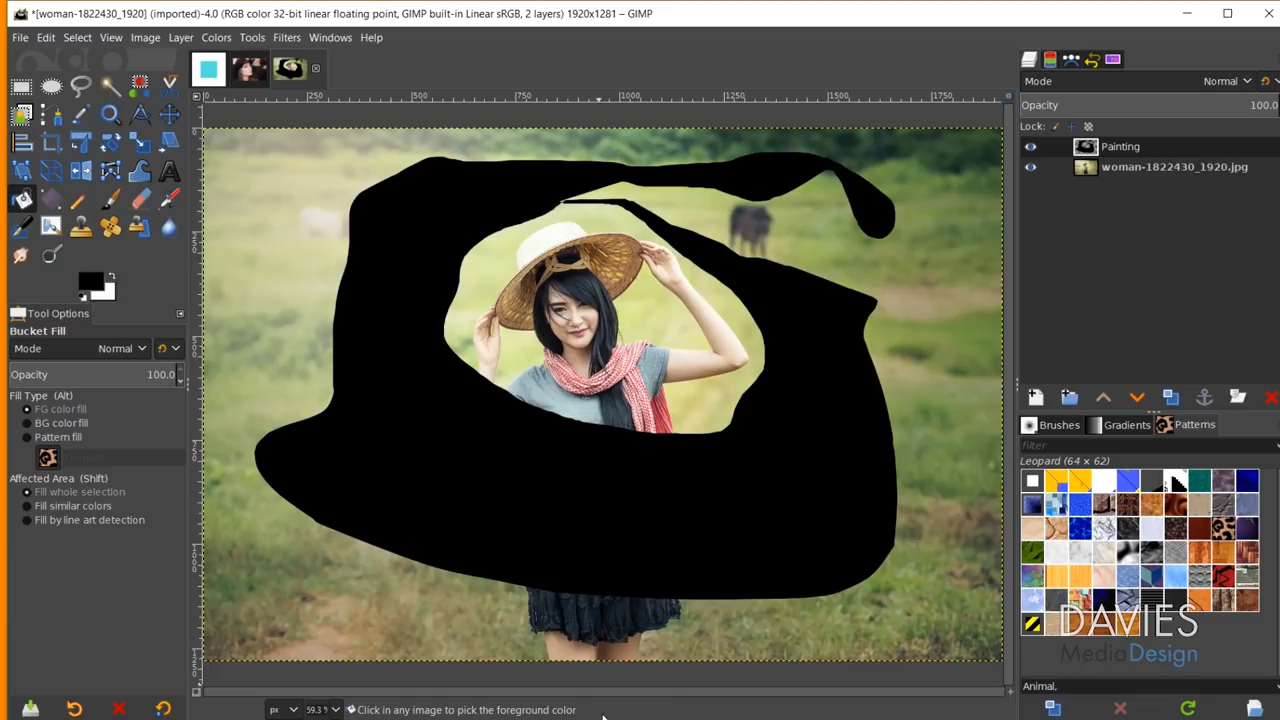 *[woman-1822430_1920] (imported)-4.0 (RGB color 32-bit linear floating point, GIMP built-in Linear sRGB, 2 layers) 1920x1281 – GIMP
File Edit Select View Image Layer Colors Tools Filters Windows Help
Mode Normal
0 250 500 750 1000 1250 1500 1750
Opacity 100.0
Lock:
Painting
woman-1822430_1920.jpg
Tool Options
Bucket Fill
Mode Normal
Opacity 100.0
Fill Type (Alt)
FG color fill
BG color fill
Pattern fill
Affected Area (Shift)
Fill whole selection
Fill similar colors
Fill by line art detection
Brushes Gradients Patterns
filter
Leopard (64 × 62)
DAVIES
MediaDesign
Animal,
px 59.3 Click in any image to pick the foreground color